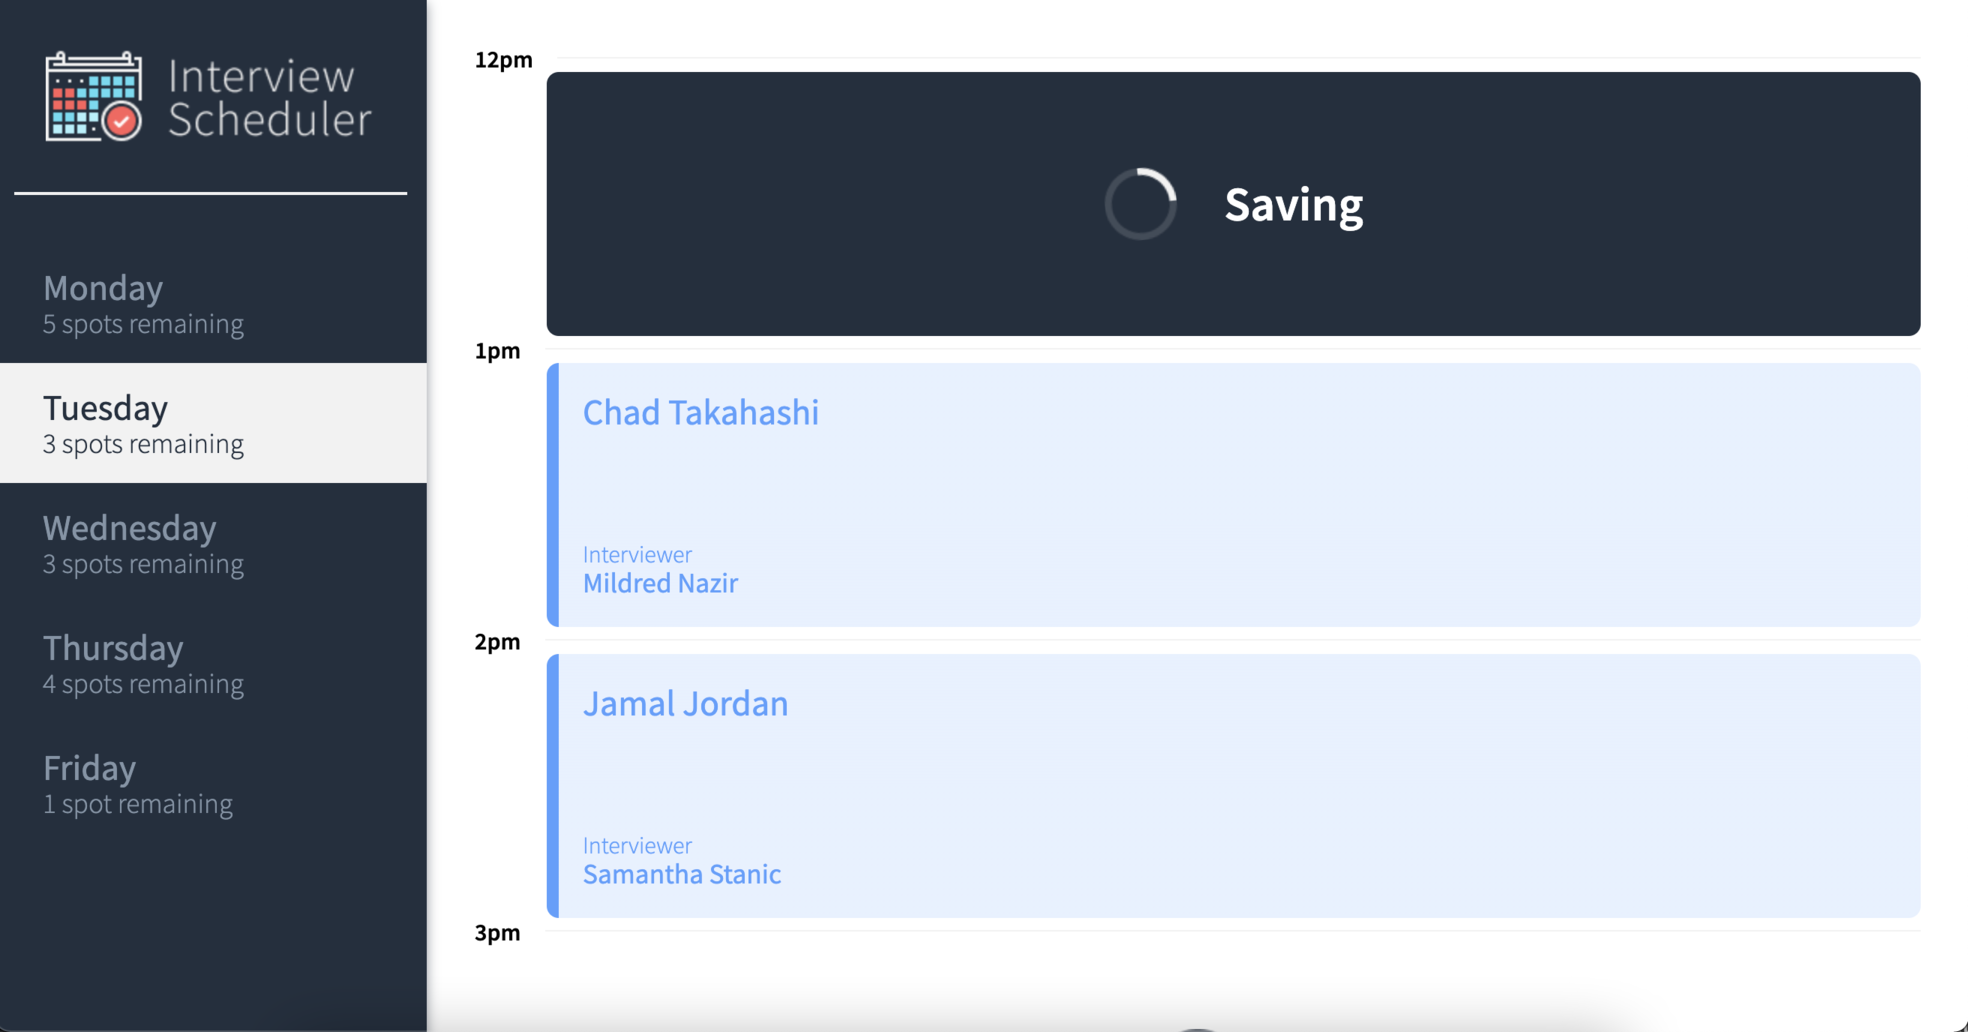 Interview
Scheduler
Monday
5 spots remaining
Tuesday
3 spots remaining
Wednesday
3 spots remaining
Thursday
4 spots remaining
Friday
1 spot remaining
12pm
Saving
1pm
Chad Takahashi
Interviewer
Mildred Nazir
2pm
Jamal Jordan
Interviewer
Samantha Stanic
3pm